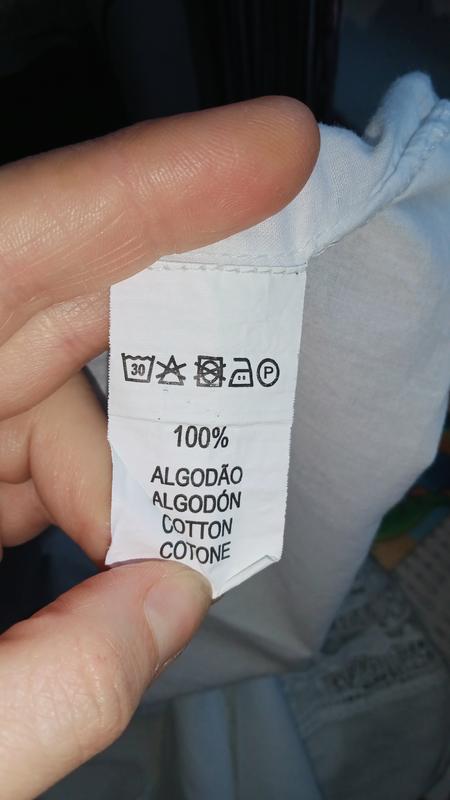 30 P
100%
ALGODÃO
ALGODÓN
COTTON
COTONE